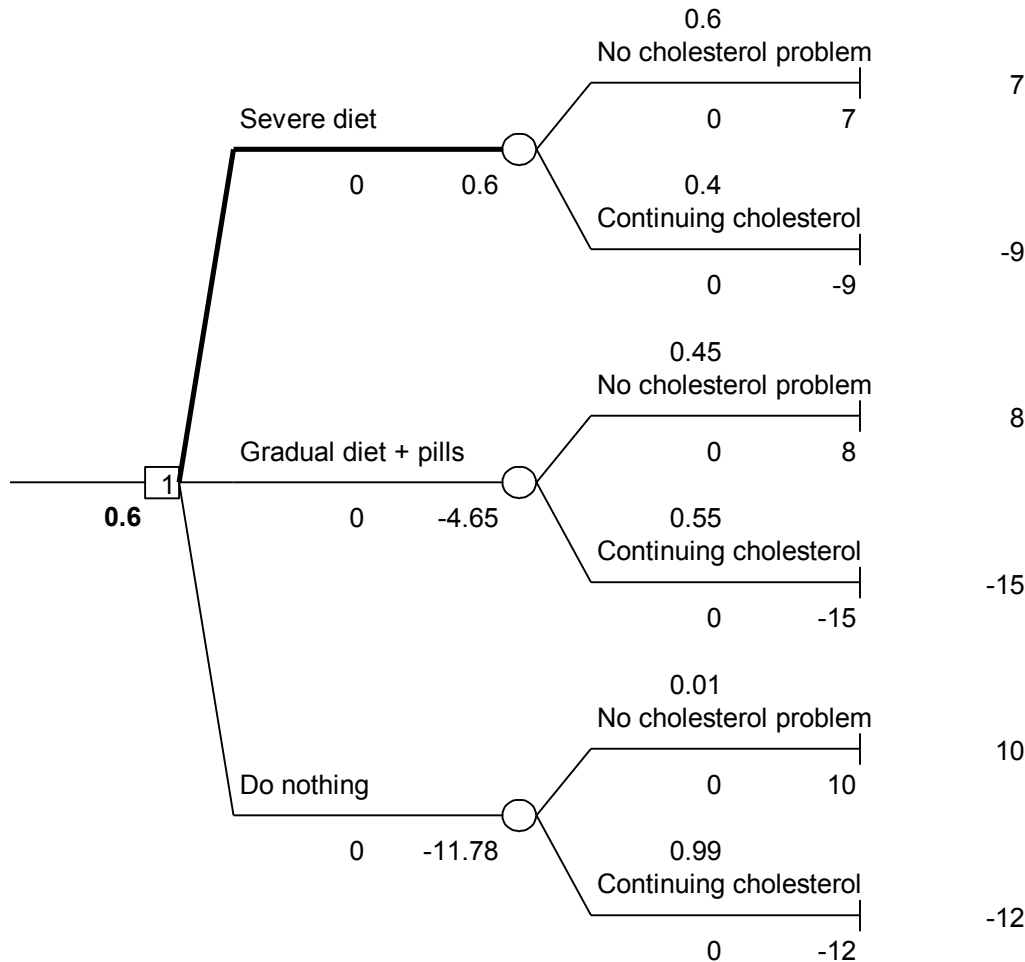 0.6
No cholesterol problem
7
Severe diet
0 7
0 0.6
0.4
Continuing cholesterol
-9
0 -9
0.45
No cholesterol problem
8
Gradual diet + pills
0 8
1
0.6
0 -4.65
0.55
Continuing cholesterol
-15
0 -15
0.01
No cholesterol problem
10
Do nothing
0 10
0 -11.78
0.99
Continuing cholesterol
-12
0 -12